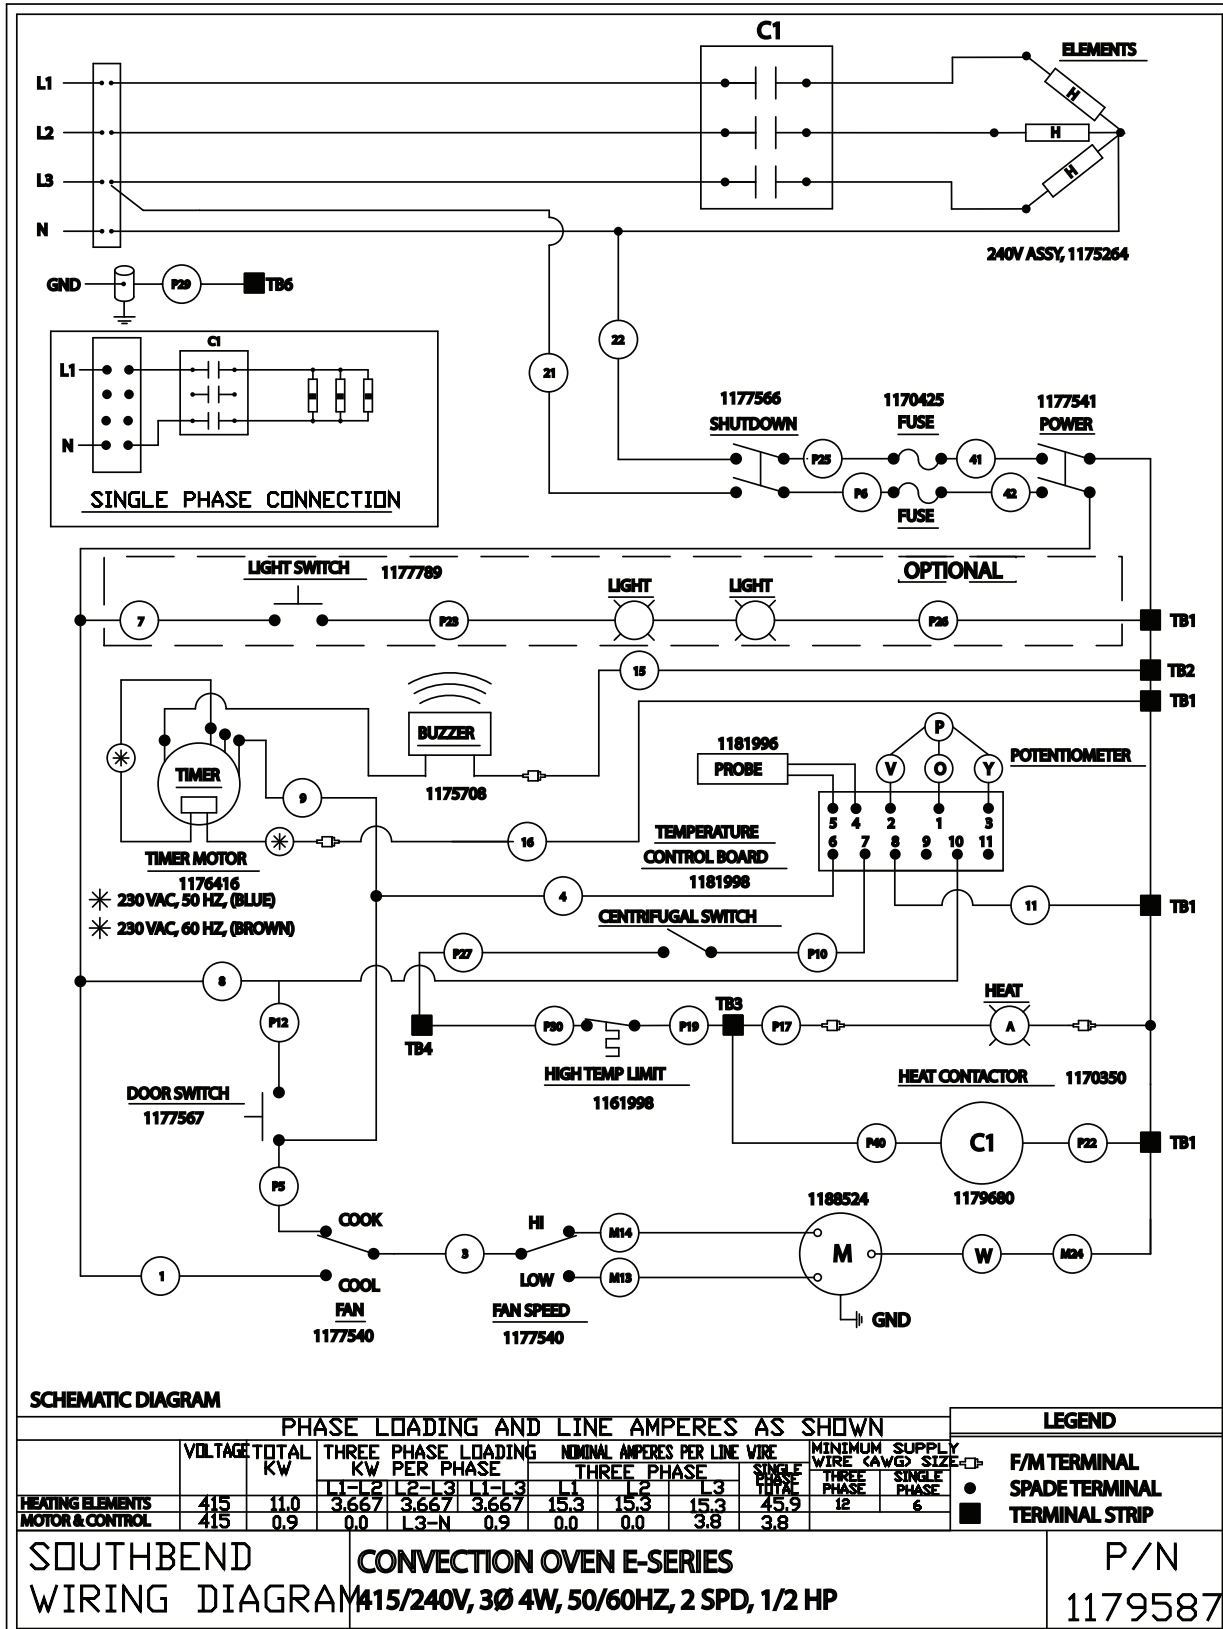 C1
ELEMENTS
L1
H
L2
H
L3
H
N
240V ASSY, 1175264
GND
P29
TB6
22
21
C1
L1
N
SINGLE PHASE CONNECTION
1177566
SHUTDOWN
1170425
FUSE
1177541
POWER
P25
41
P6
42
FUSE
OPTIONAL
LIGHT SWITCH 1177789
LIGHT
LIGHT
7
P23
P26
TB1
15
TB2
TB1
BUZZER
1175708
TIMER
9
16
TIMER MOTOR
1176416
230 VAC, 50 HZ, (BLUE)
230 VAC, 60 HZ, (BROWN)
1181996
PROBE
P
V O Y
POTENTIOMETER
5 4 2 1 3
6 7 8 9 10 11
TEMPERATURE
CONTROL BOARD
1181998
4
11
TB1
CENTRIFUGAL SWITCH
P27
P10
8
P12
TB4
P30
P19
TB3
P17
HEAT
A
HIGH TEMP LIMIT
1161998
HEAT CONTACTOR 1170350
DOOR SWITCH
1177567
P40
C1
P22
TB1
1179680
P5
COOK
COOL
FAN
1177540
1
3
HI
LOW
FAN SPEED
1177540
M14
M13
1188524
M
W
M24
GND
SCHEMATIC DIAGRAM
PHASE LOADING AND LINE AMPERES AS SHOWN
VOLTAGE TOTAL KW THREE PHASE LOADING KW PER PHASE NOMINAL AMPERES PER LINE WIRE MINIMUM SUPPLY WIRE (AWG) SIZE
THREE PHASE SINGLE PHASE TOTAL THREE PHASE SINGLE PHASE
L1-L2 L2-L3 L1-L3 L1 L2 L3
HEATING ELEMENTS 415 11.0 3.667 3.667 3.667 15.3 15.3 15.3 45.9 12 6
MOTOR & CONTROL 415 0.9 0.0 L3-N 0.9 0.0 0.0 3.8 3.8
LEGEND
F/M TERMINAL
SPADE TERMINAL
TERMINAL STRIP
SOUTHBEND
WIRING DIAGRAM
CONVECTION OVEN E-SERIES
415/240V, 3Ø 4W, 50/60HZ, 2 SPD, 1/2 HP
P/N
1179587